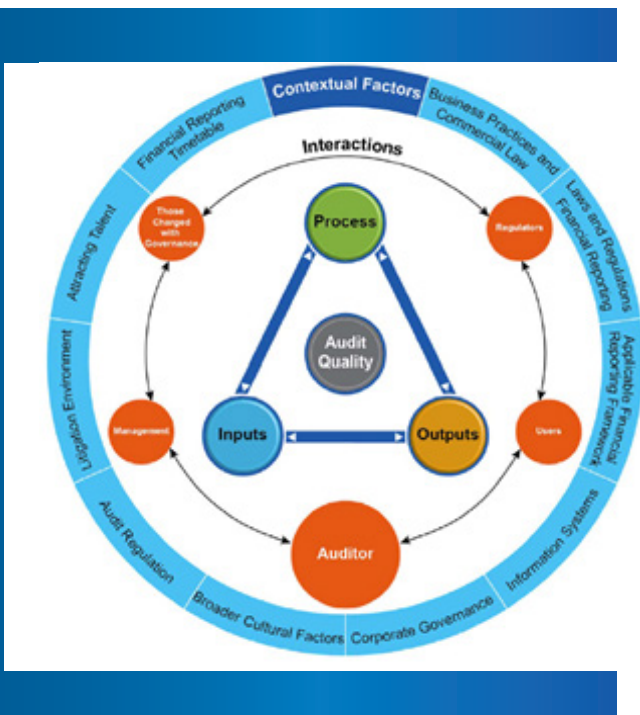 Contextual Factors
Business Practices and
Commercial Law
Laws and Regulations
Financial Reporting
Applicable Financial
Reporting Framework
Information Systems
Corporate Governance
Broader Cultural Factors
Audit Regulation
Litigation Environment
Attracting Talent
Financial Reporting
Timetable
Interactions
Those
Charged
with
Governance
Process
Regulators
Audit
Quality
Management
Inputs
Outputs
Users
Auditor